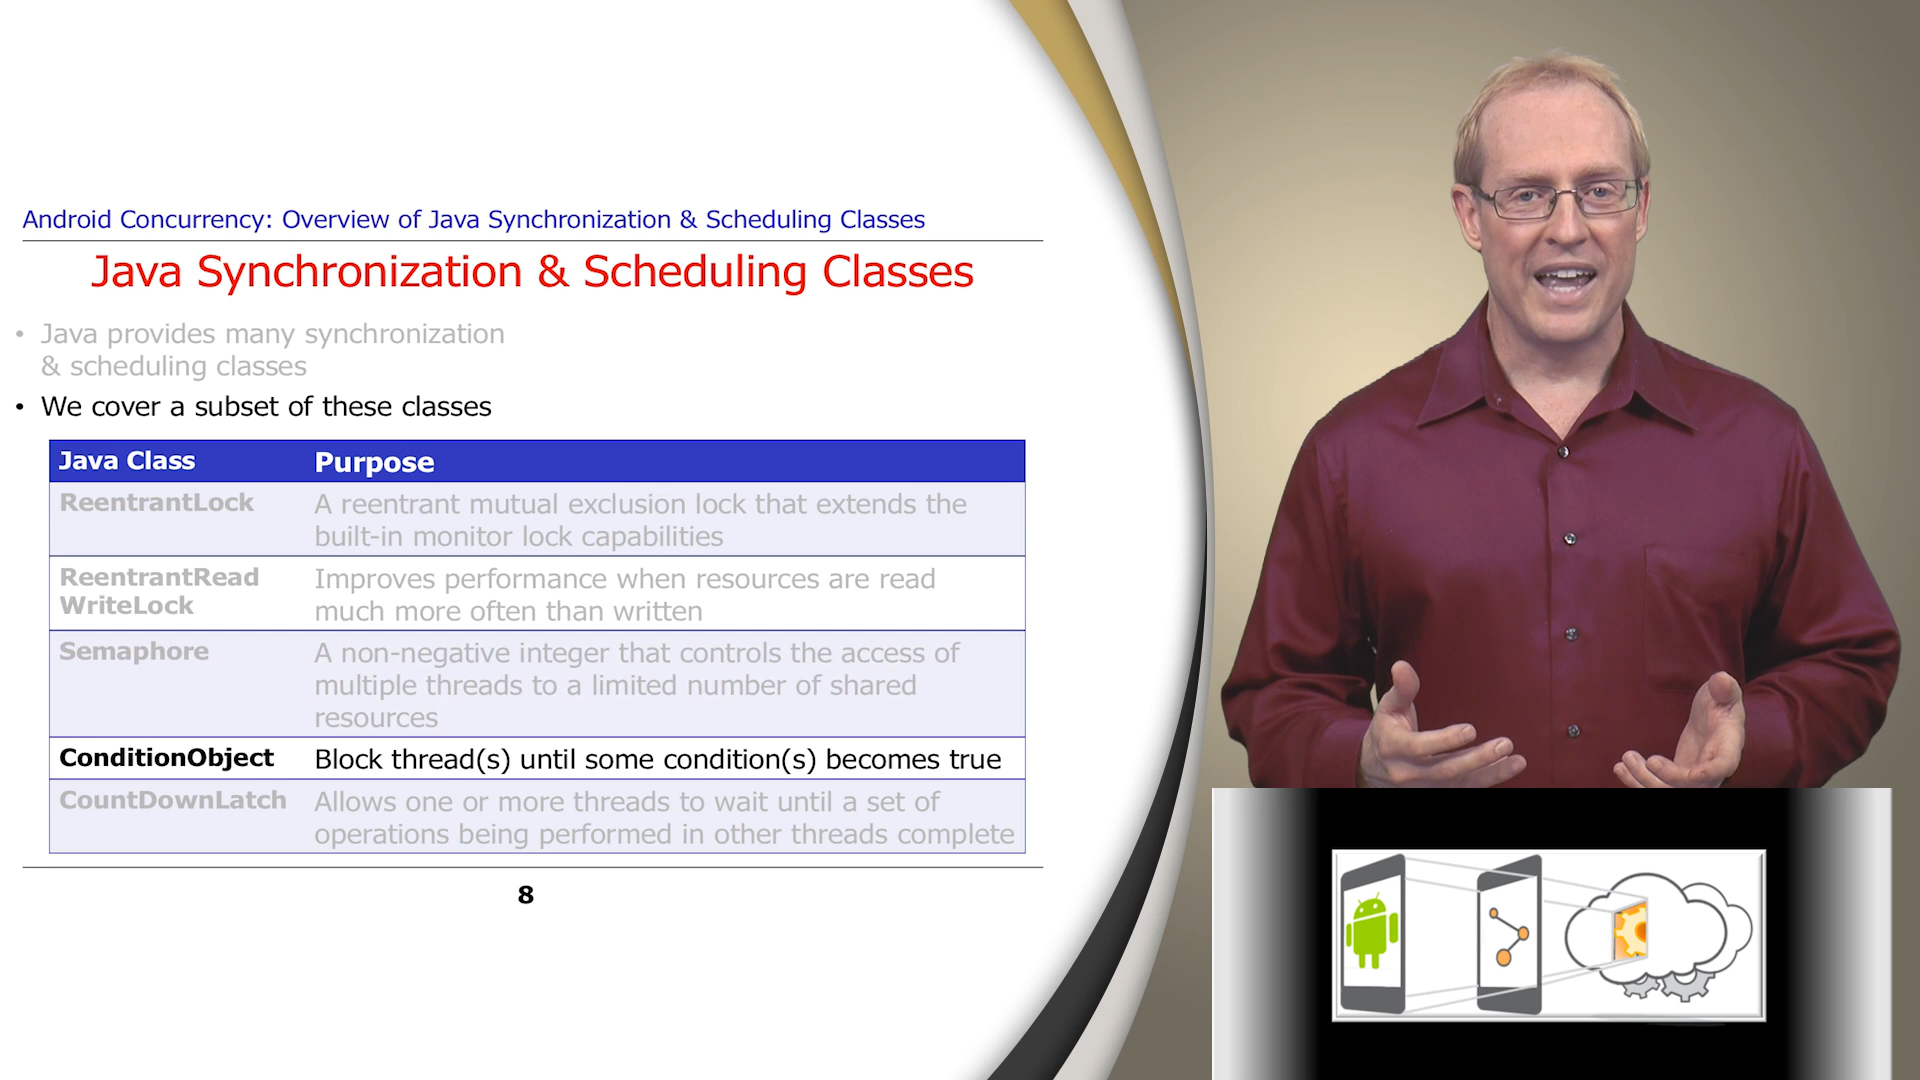 Android Concurrency: Overview of Java Synchronization & Scheduling Classes
Java Synchronization & Scheduling Classes
• Java provides many synchronization
& scheduling classes
• We cover a subset of these classes
Java Class Purpose
ReentrantLock A reentrant mutual exclusion lock that extends the
built-in monitor lock capabilities
ReentrantRead Improves performance when resources are read
WriteLock much more often than written
Semaphore A non-negative integer that controls the access of
multiple threads to a limited number of shared
resources
ConditionObject Block thread(s) until some condition(s) becomes true
CountDownLatch Allows one or more threads to wait until a set of
operations being performed in other threads complete
8